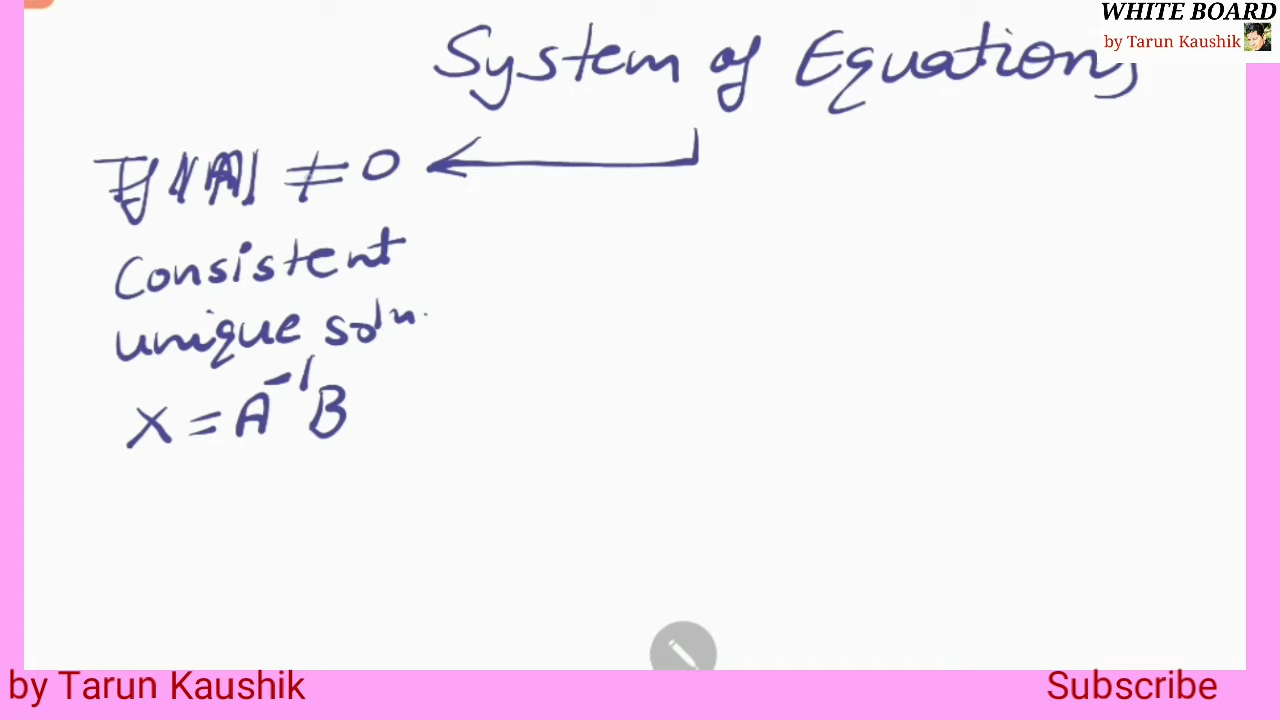 WHITE BOARD
by Tarun Kaushik
System of Equations
If |A| ≠ 0
Consistent
unique soln.
X = A⁻¹B
by Tarun Kaushik
Subscribe